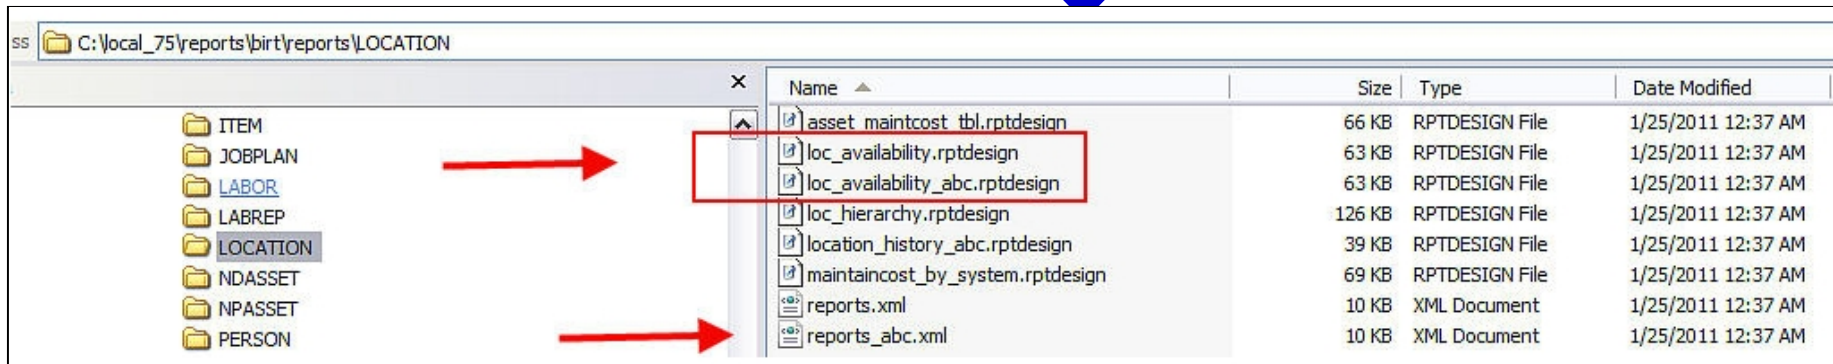 ss C:\local_75\reports\birt\reports\LOCATION
Name Size Type Date Modified
ITEM
JOBPLAN
LABOR
LABREP
LOCATION
NDASSET
NPASSET
PERSON
asset_maintcost_tbl.rptdesign 66 KB RPTDESIGN File 1/25/2011 12:37 AM
loc_availability.rptdesign 63 KB RPTDESIGN File 1/25/2011 12:37 AM
loc_availability_abc.rptdesign 63 KB RPTDESIGN File 1/25/2011 12:37 AM
loc_hierarchy.rptdesign 126 KB RPTDESIGN File 1/25/2011 12:37 AM
location_history_abc.rptdesign 39 KB RPTDESIGN File 1/25/2011 12:37 AM
maintaincost_by_system.rptdesign 69 KB RPTDESIGN File 1/25/2011 12:37 AM
reports.xml 10 KB XML Document 1/25/2011 12:37 AM
reports_abc.xml 10 KB XML Document 1/25/2011 12:37 AM